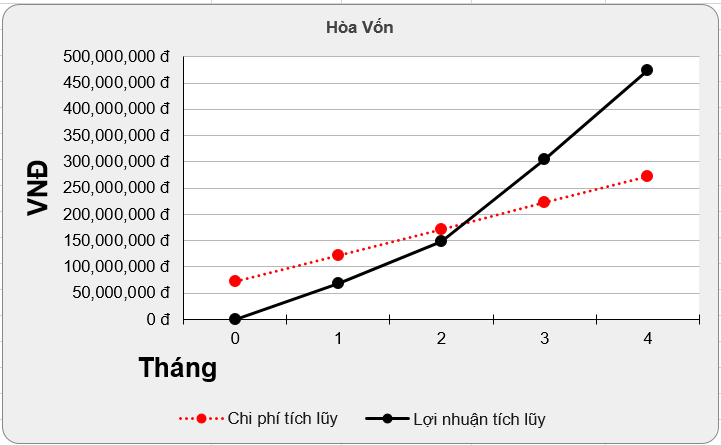 Hòa Vốn
500,000,000 đ
450,000,000 đ
400,000,000 đ
350,000,000 đ
300,000,000 đ
250,000,000 đ
200,000,000 đ
150,000,000 đ
100,000,000 đ
50,000,000 đ
0 đ
VNĐ
0 1 2 3 4
Tháng
Chi phí tích lũy Lợi nhuận tích lũy